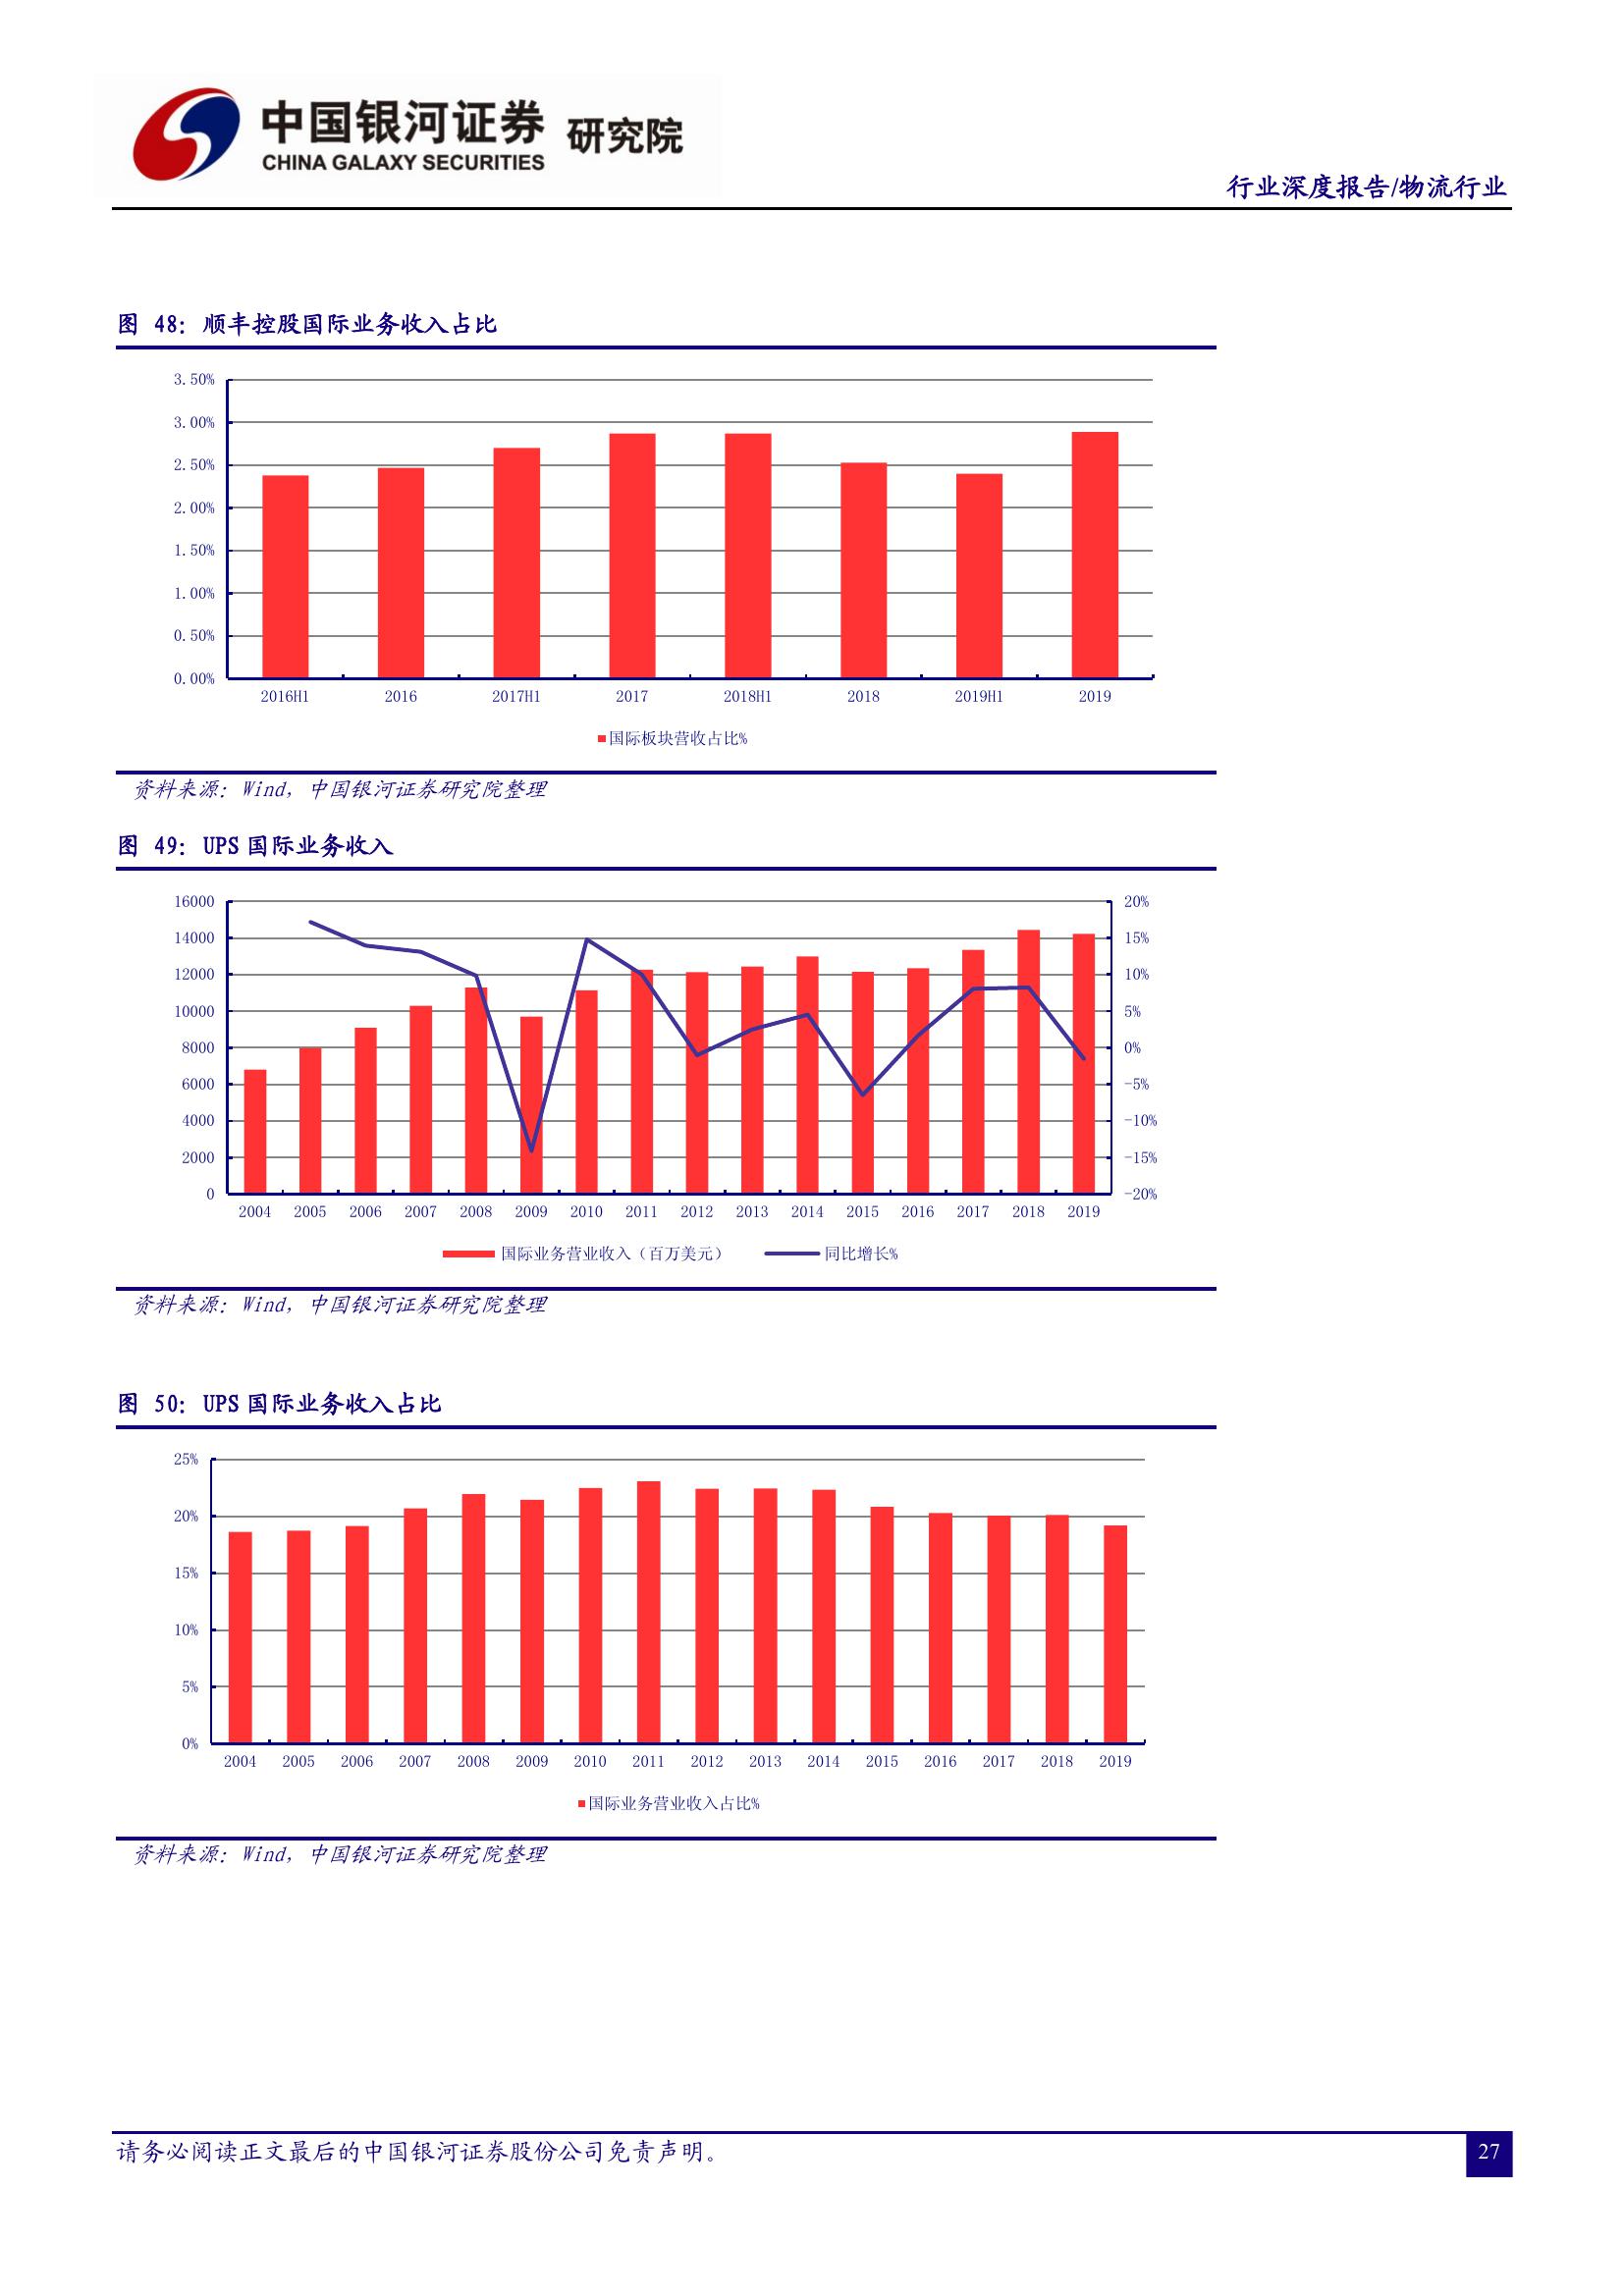 中国银河证券 研究院
CHINA GALAXY SECURITIES
行业深度报告/物流行业
图 48：顺丰控股国际业务收入占比
3.50%
3.00%
2.50%
2.00%
1.50%
1.00%
0.50%
0.00%
2016H1 2016 2017H1 2017 2018H1 2018 2019H1 2019
国际板块营收占比%
资料来源：Wind，中国银河证券研究院整理
图 49：UPS 国际业务收入
16000 20%
14000 15%
12000 10%
10000 5%
8000 0%
6000 -5%
4000 -10%
2000 -15%
0 -20%
2004 2005 2006 2007 2008 2009 2010 2011 2012 2013 2014 2015 2016 2017 2018 2019
国际业务营业收入（百万美元） 同比增长%
资料来源：Wind，中国银河证券研究院整理
图 50：UPS 国际业务收入占比
25%
20%
15%
10%
5%
0%
2004 2005 2006 2007 2008 2009 2010 2011 2012 2013 2014 2015 2016 2017 2018 2019
国际业务营业收入占比%
资料来源：Wind，中国银河证券研究院整理
请务必阅读正文最后的中国银河证券股份公司免责声明。 27